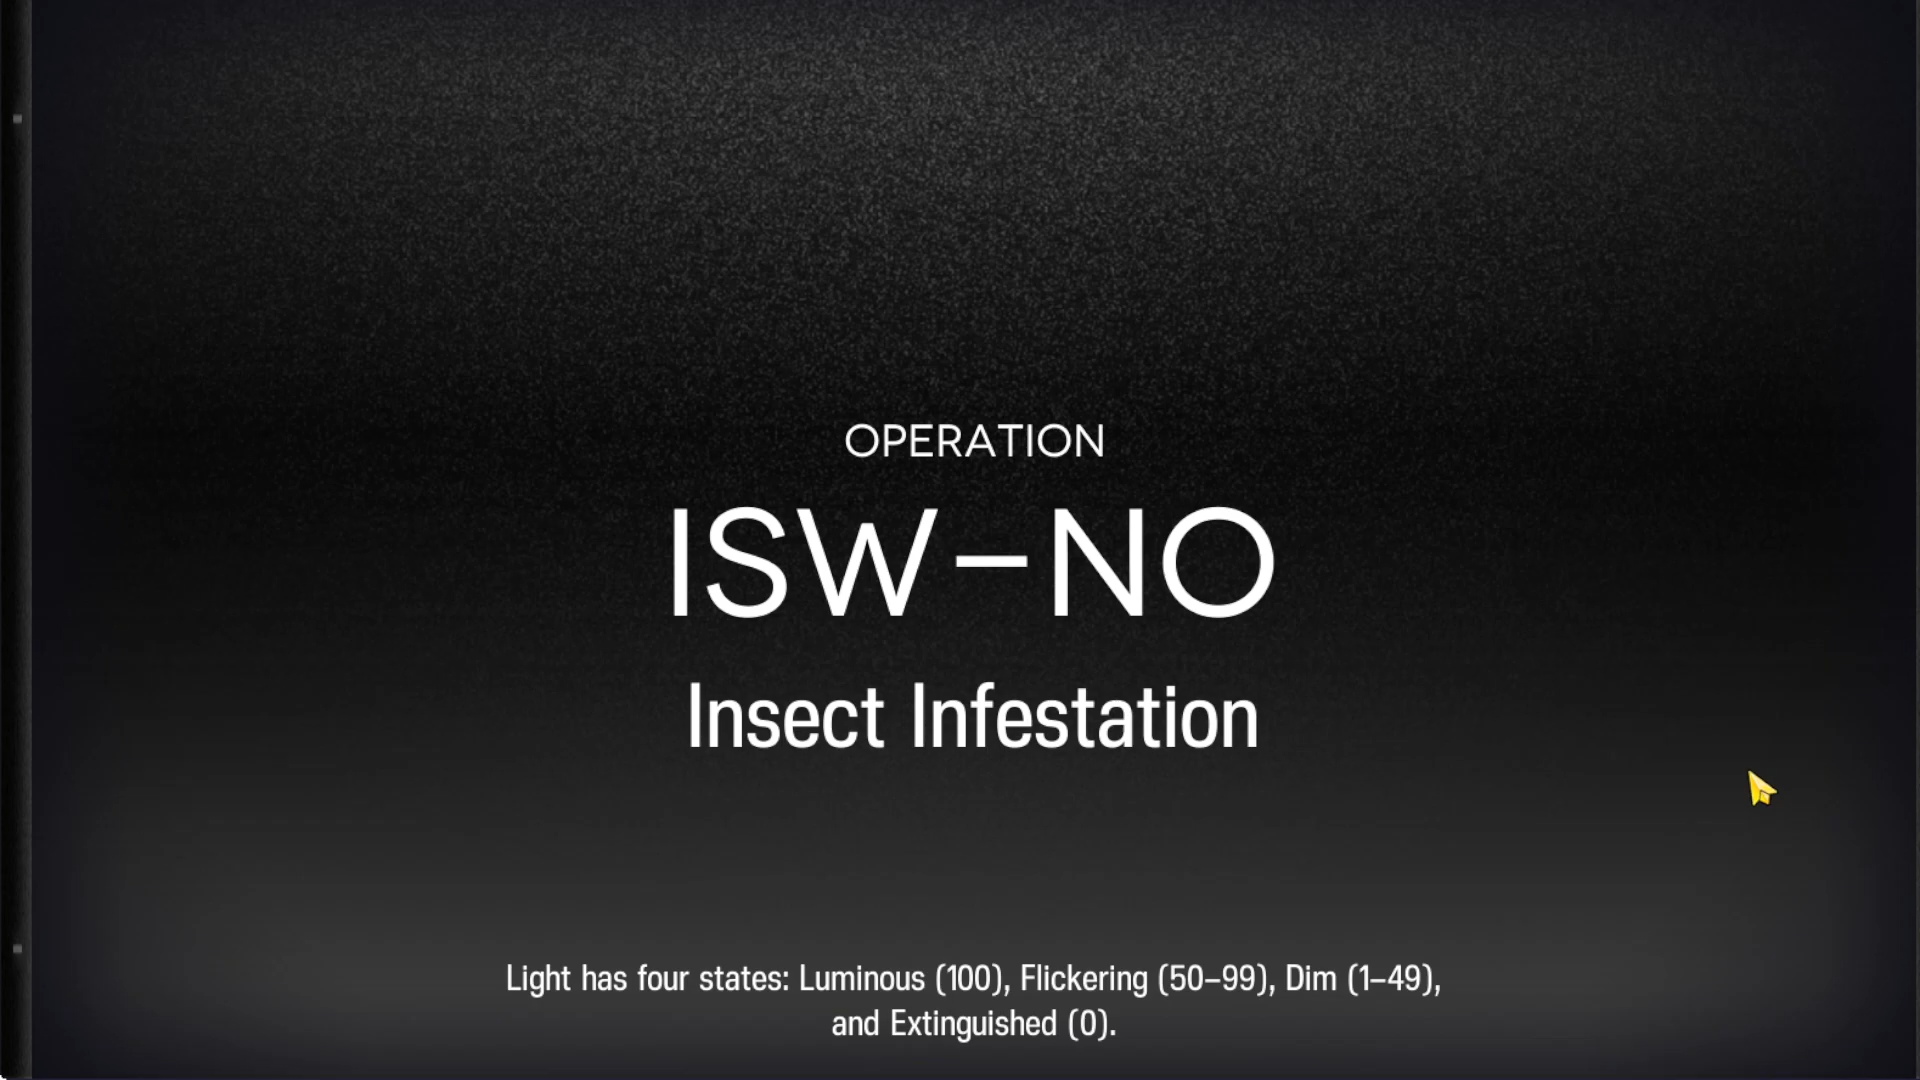 OPERATION
ISW-NO
Insect Infestation
Light has four states: Luminous (100), Flickering (50–99), Dim (1–49),
and Extinguished (0).